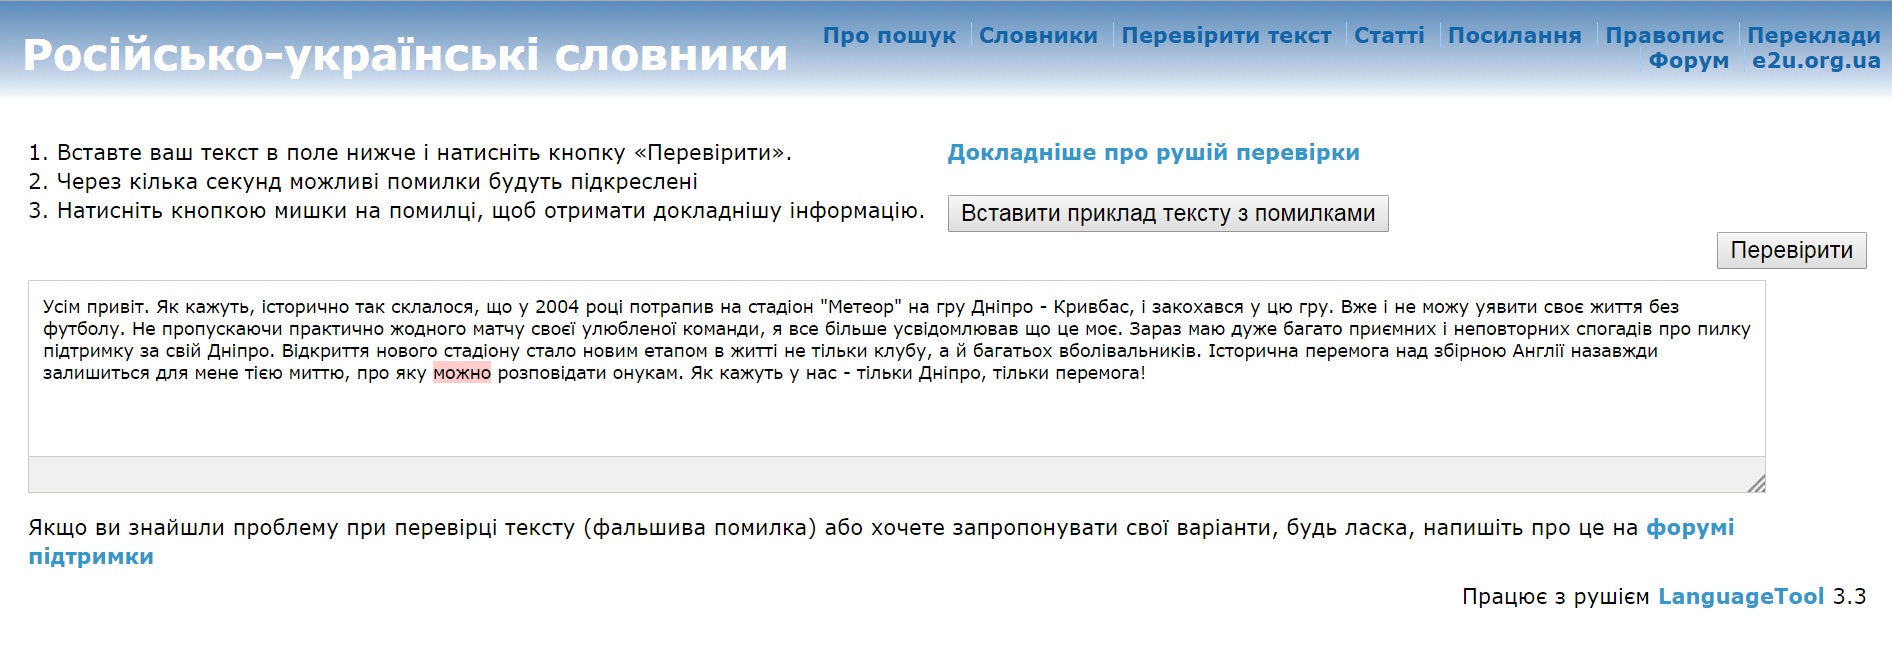 Російсько-українські словники
Про пошук Словники Перевірити текст Статті Посилання Правопис Переклади
Форум e2u.org.ua
1. Вставте ваш текст в поле нижче і натисніть кнопку «Перевірити».
2. Через кілька секунд можливі помилки будуть підкреслені
3. Натисніть кнопкою мишки на помилці, щоб отримати докладнішу інформацію.
Докладніше про рушій перевірки
Вставити приклад тексту з помилками
Перевірити
Усім привіт. Як кажуть, історично так склалося, що у 2004 році потрапив на стадіон "Метеор" на гру Дніпро - Кривбас, і закохався у цю гру. Вже і не можу уявити своє життя без
футболу. Не пропускаючи практично жодного матчу своєї улюбленої команди, я все більше усвідомлював що це моє. Зараз маю дуже багато приємних і неповторних спогадів про пилку
підтримку за свій Дніпро. Відкриття нового стадіону стало новим етапом в житті не тільки клубу, а й багатьох вболівальників. Історична перемога над збірною Англії назавжди
залишиться для мене тією миттю, про яку можно розповідати онукам. Як кажуть у нас - тільки Дніпро, тільки перемога!
Якщо ви знайшли проблему при перевірці тексту (фальшива помилка) або хочете запропонувати свої варіанти, будь ласка, напишіть про це на форумі
підтримки
Працює з рушієм LanguageTool 3.3